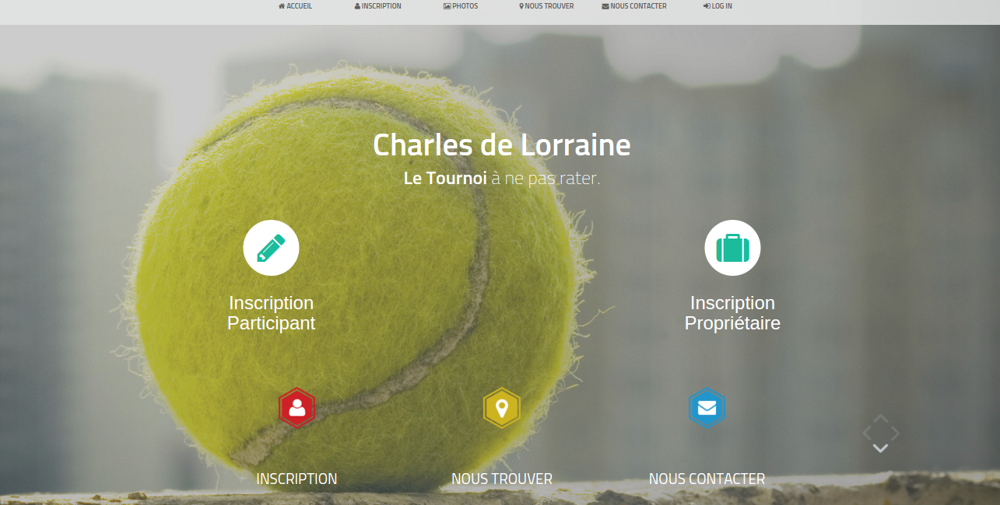 ACCUEIL INSCRIPTION PHOTOS NOUS TROUVER NOUS CONTACTER LOG IN
Charles de Lorraine
Le Tournoi à ne pas rater.
Inscription
Participant
Inscription
Propriétaire
INSCRIPTION NOUS TROUVER NOUS CONTACTER